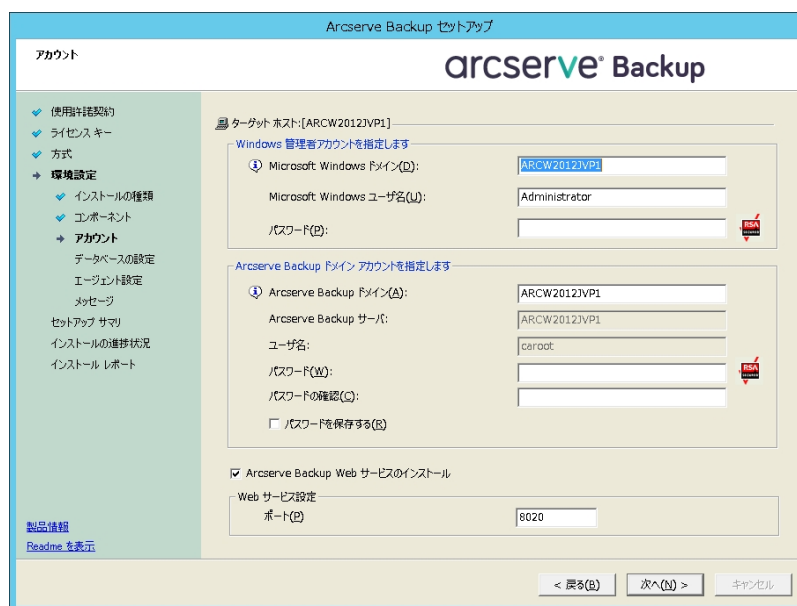 Arcserve Backup セットアップ
アカウント
arcserve® Backup
使用許諾契約
ライセンス キー
方式
環境設定
インストールの種類
コンポーネント
アカウント
データベースの設定
エージェント設定
メッセージ
セットアップ サマリ
インストールの進捗状況
インストール レポート
製品情報
Readme を表示
ターゲット ホスト:[ARCW2012JVP1]
Windows 管理者アカウントを指定します
Microsoft Windows ドメイン(D): ARCW2012JVP1
Microsoft Windows ユーザ名(U): Administrator
パスワード(P):
RSA
Arcserve Backup ドメイン アカウントを指定します
Arcserve Backup ドメイン(A): ARCW2012JVP1
Arcserve Backup サーバ: ARCW2012JVP1
ユーザ名: caroot
パスワード(W):
RSA
パスワードの確認(C):
パスワードを保存する(R)
Arcserve Backup Web サービスのインストール
Web サービス設定
ポート(P) 8020
< 戻る(B) 次へ(N) > キャンセル